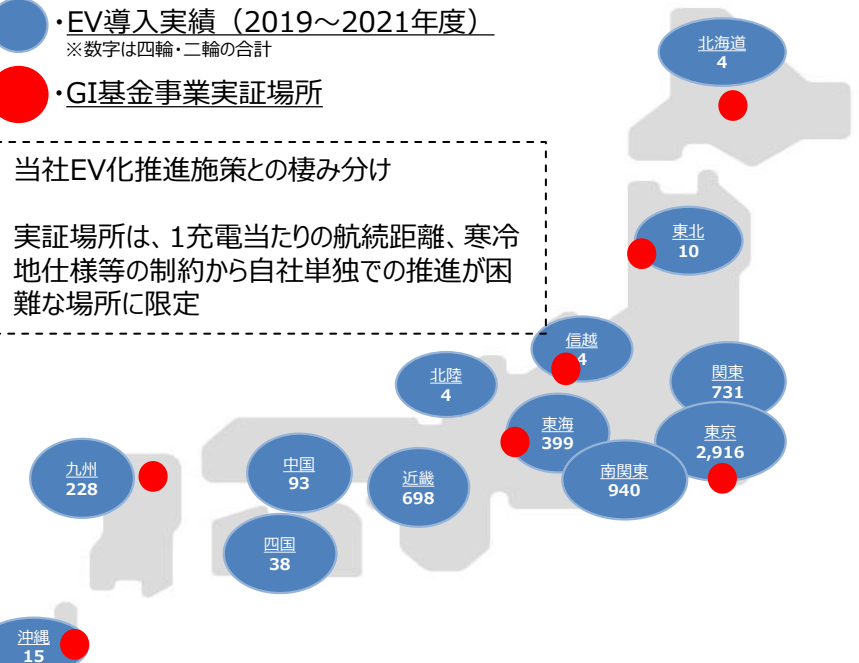 ・EV導入実績（2019～2021年度）
※数字は四輪・二輪の合計
・GI基金事業実証場所
当社EV化推進施策との棲み分け
実証場所は、1充電当たりの航続距離、寒冷
地仕様等の制約から自社単独での推進が困
難な場所に限定
北海道
4
東北
10
信越
4
北陸
4
関東
731
東海
399
東京
2,916
南関東
940
近畿
698
中国
93
四国
38
九州
228
沖縄
15